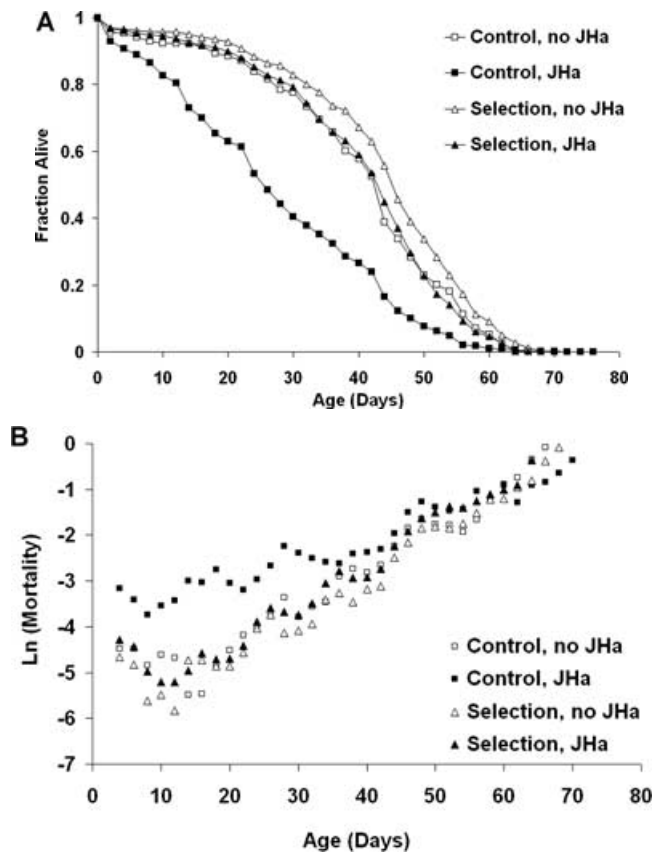 A
1
0.8
0.6
0.4
0.2
0
Fraction Alive
0 10 20 30 40 50 60 70 80
Age (Days)
Control, no JHa
Control, JHa
Selection, no JHa
Selection, JHa
B
0
-1
-2
-3
-4
-5
-6
-7
Ln (Mortality)
0 10 20 30 40 50 60 70 80
Age (Days)
Control, no JHa
Control, JHa
Selection, no JHa
Selection, JHa